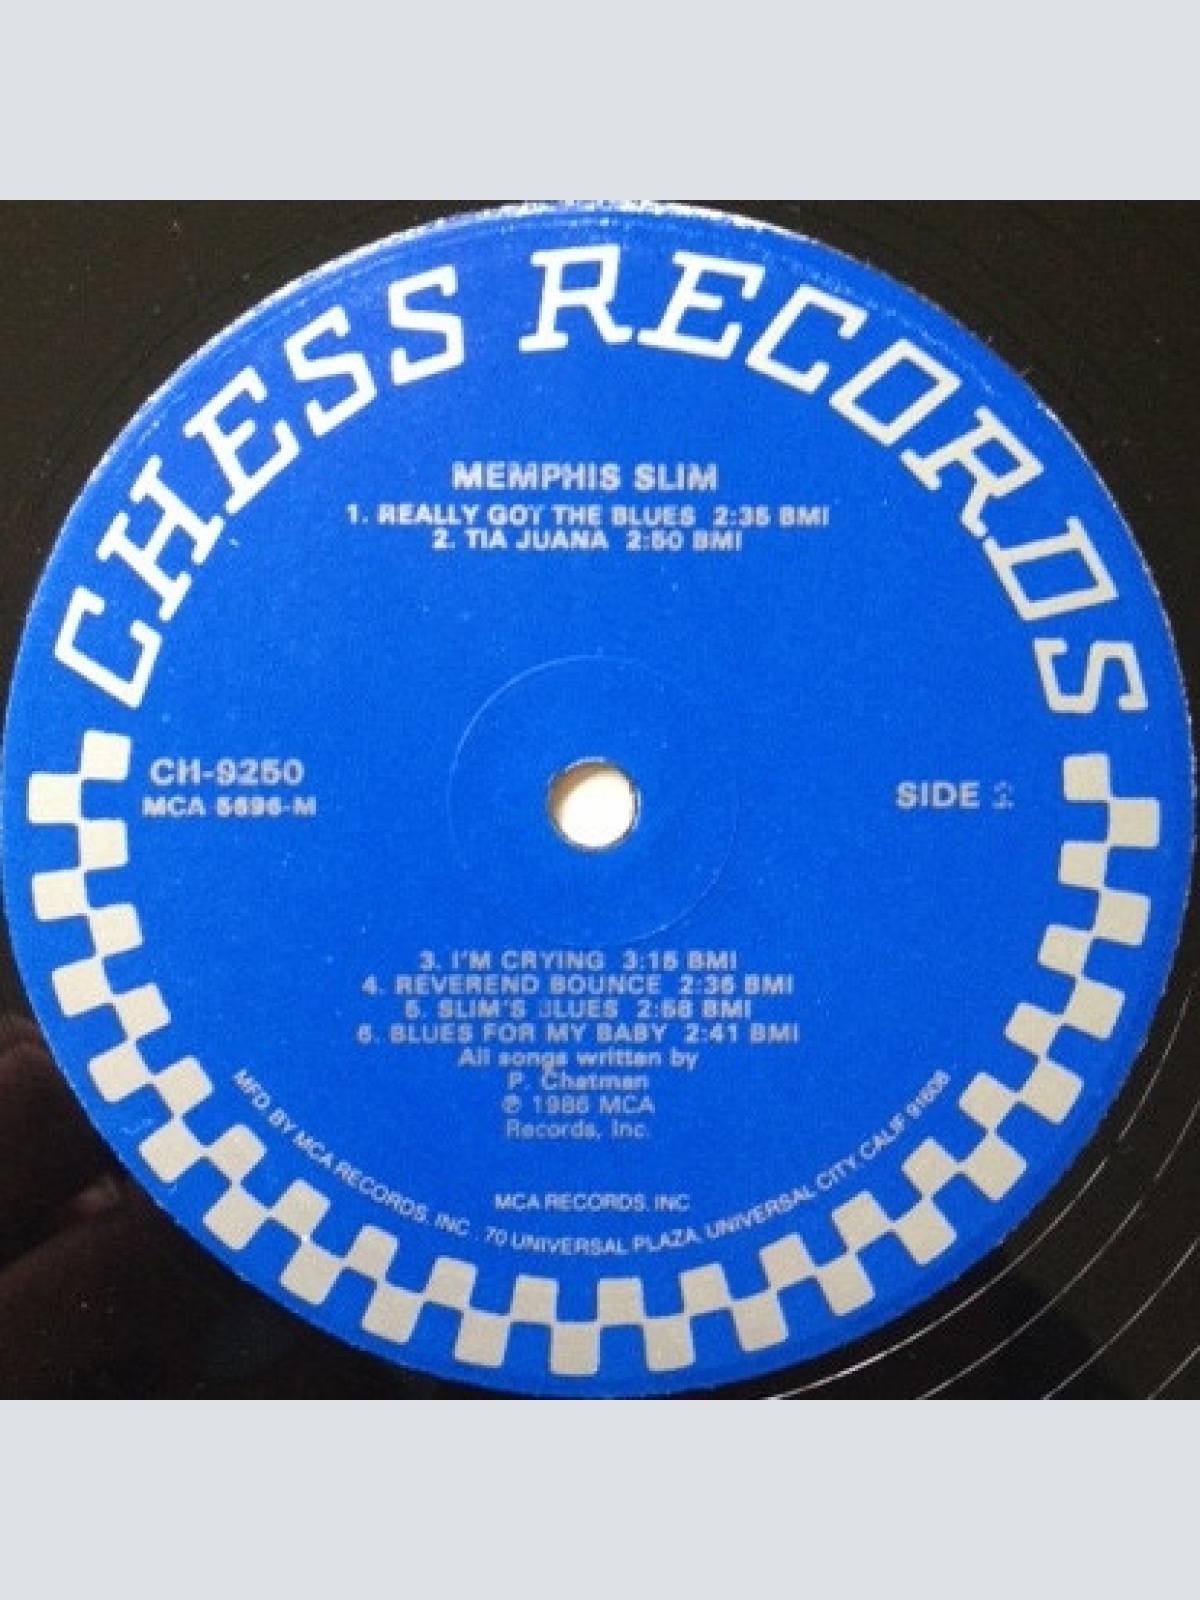 CHESS RECORDS
MEMPHIS SLIM
1. REALLY GOT THE BLUES 2:35 BMI
2. TIA JUANA 2:50 BMI
CH-9250
MCA 5696-M
SIDE 2
3. I'M CRYING 3:15 BMI
4. REVEREND BOUNCE 2:35 BMI
5. SLIM'S BLUES 2:58 BMI
6. BLUES FOR MY BABY 2:41 BMI
All songs written by
P. Chatman
℗ 1986 MCA
Records, Inc.
MCA RECORDS, INC
MFD. BY MCA RECORDS, INC., 70 UNIVERSAL PLAZA, UNIVERSAL CITY, CALIF. 91608